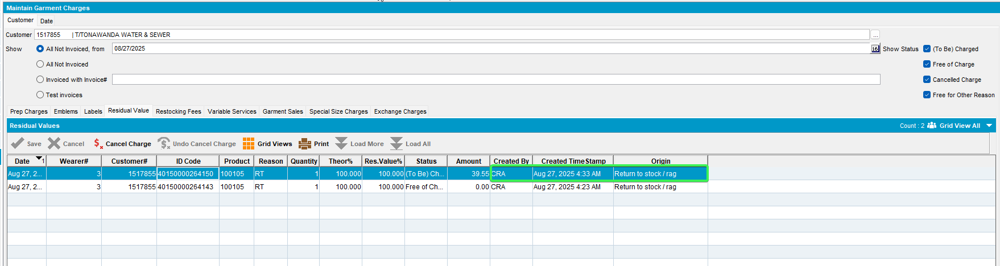 Maintain Garment Charges
Customer Date
Customer 1517855 | T/TONAWANDA WATER & SEWER ...
Show All Not Invoiced, from 08/27/2025 16 Show Status (To Be) Charged
All Not Invoiced Free of Charge
Invoiced with Invoice# Cancelled Charge
Test invoices Free for Other Reason
Prep Charges Emblems Labels Residual Value Restocking Fees Variable Services Garment Sales Special Size Charges Exchange Charges
Residual Values Count : 2 Grid View All
Save Cancel Cancel Charge Undo Cancel Charge Grid Views Print Load More Load All
Date 1 Wearer# Customer# ID Code Product Reason Quantity Theor% Res.Value% Status Amount Created By Created TimeStamp Origin
Aug 27, 2... 3 1517855 40150000264150 100105 RT 1 100.000 100.000 (To Be) Ch... 39.55 CRA Aug 27, 2025 4:33 AM Return to stock / rag
Aug 27, 2... 3 1517855 40150000264143 100105 RT 1 100.000 100.000 Free of Ch... 0.00 CRA Aug 27, 2025 4:23 AM Return to stock / rag